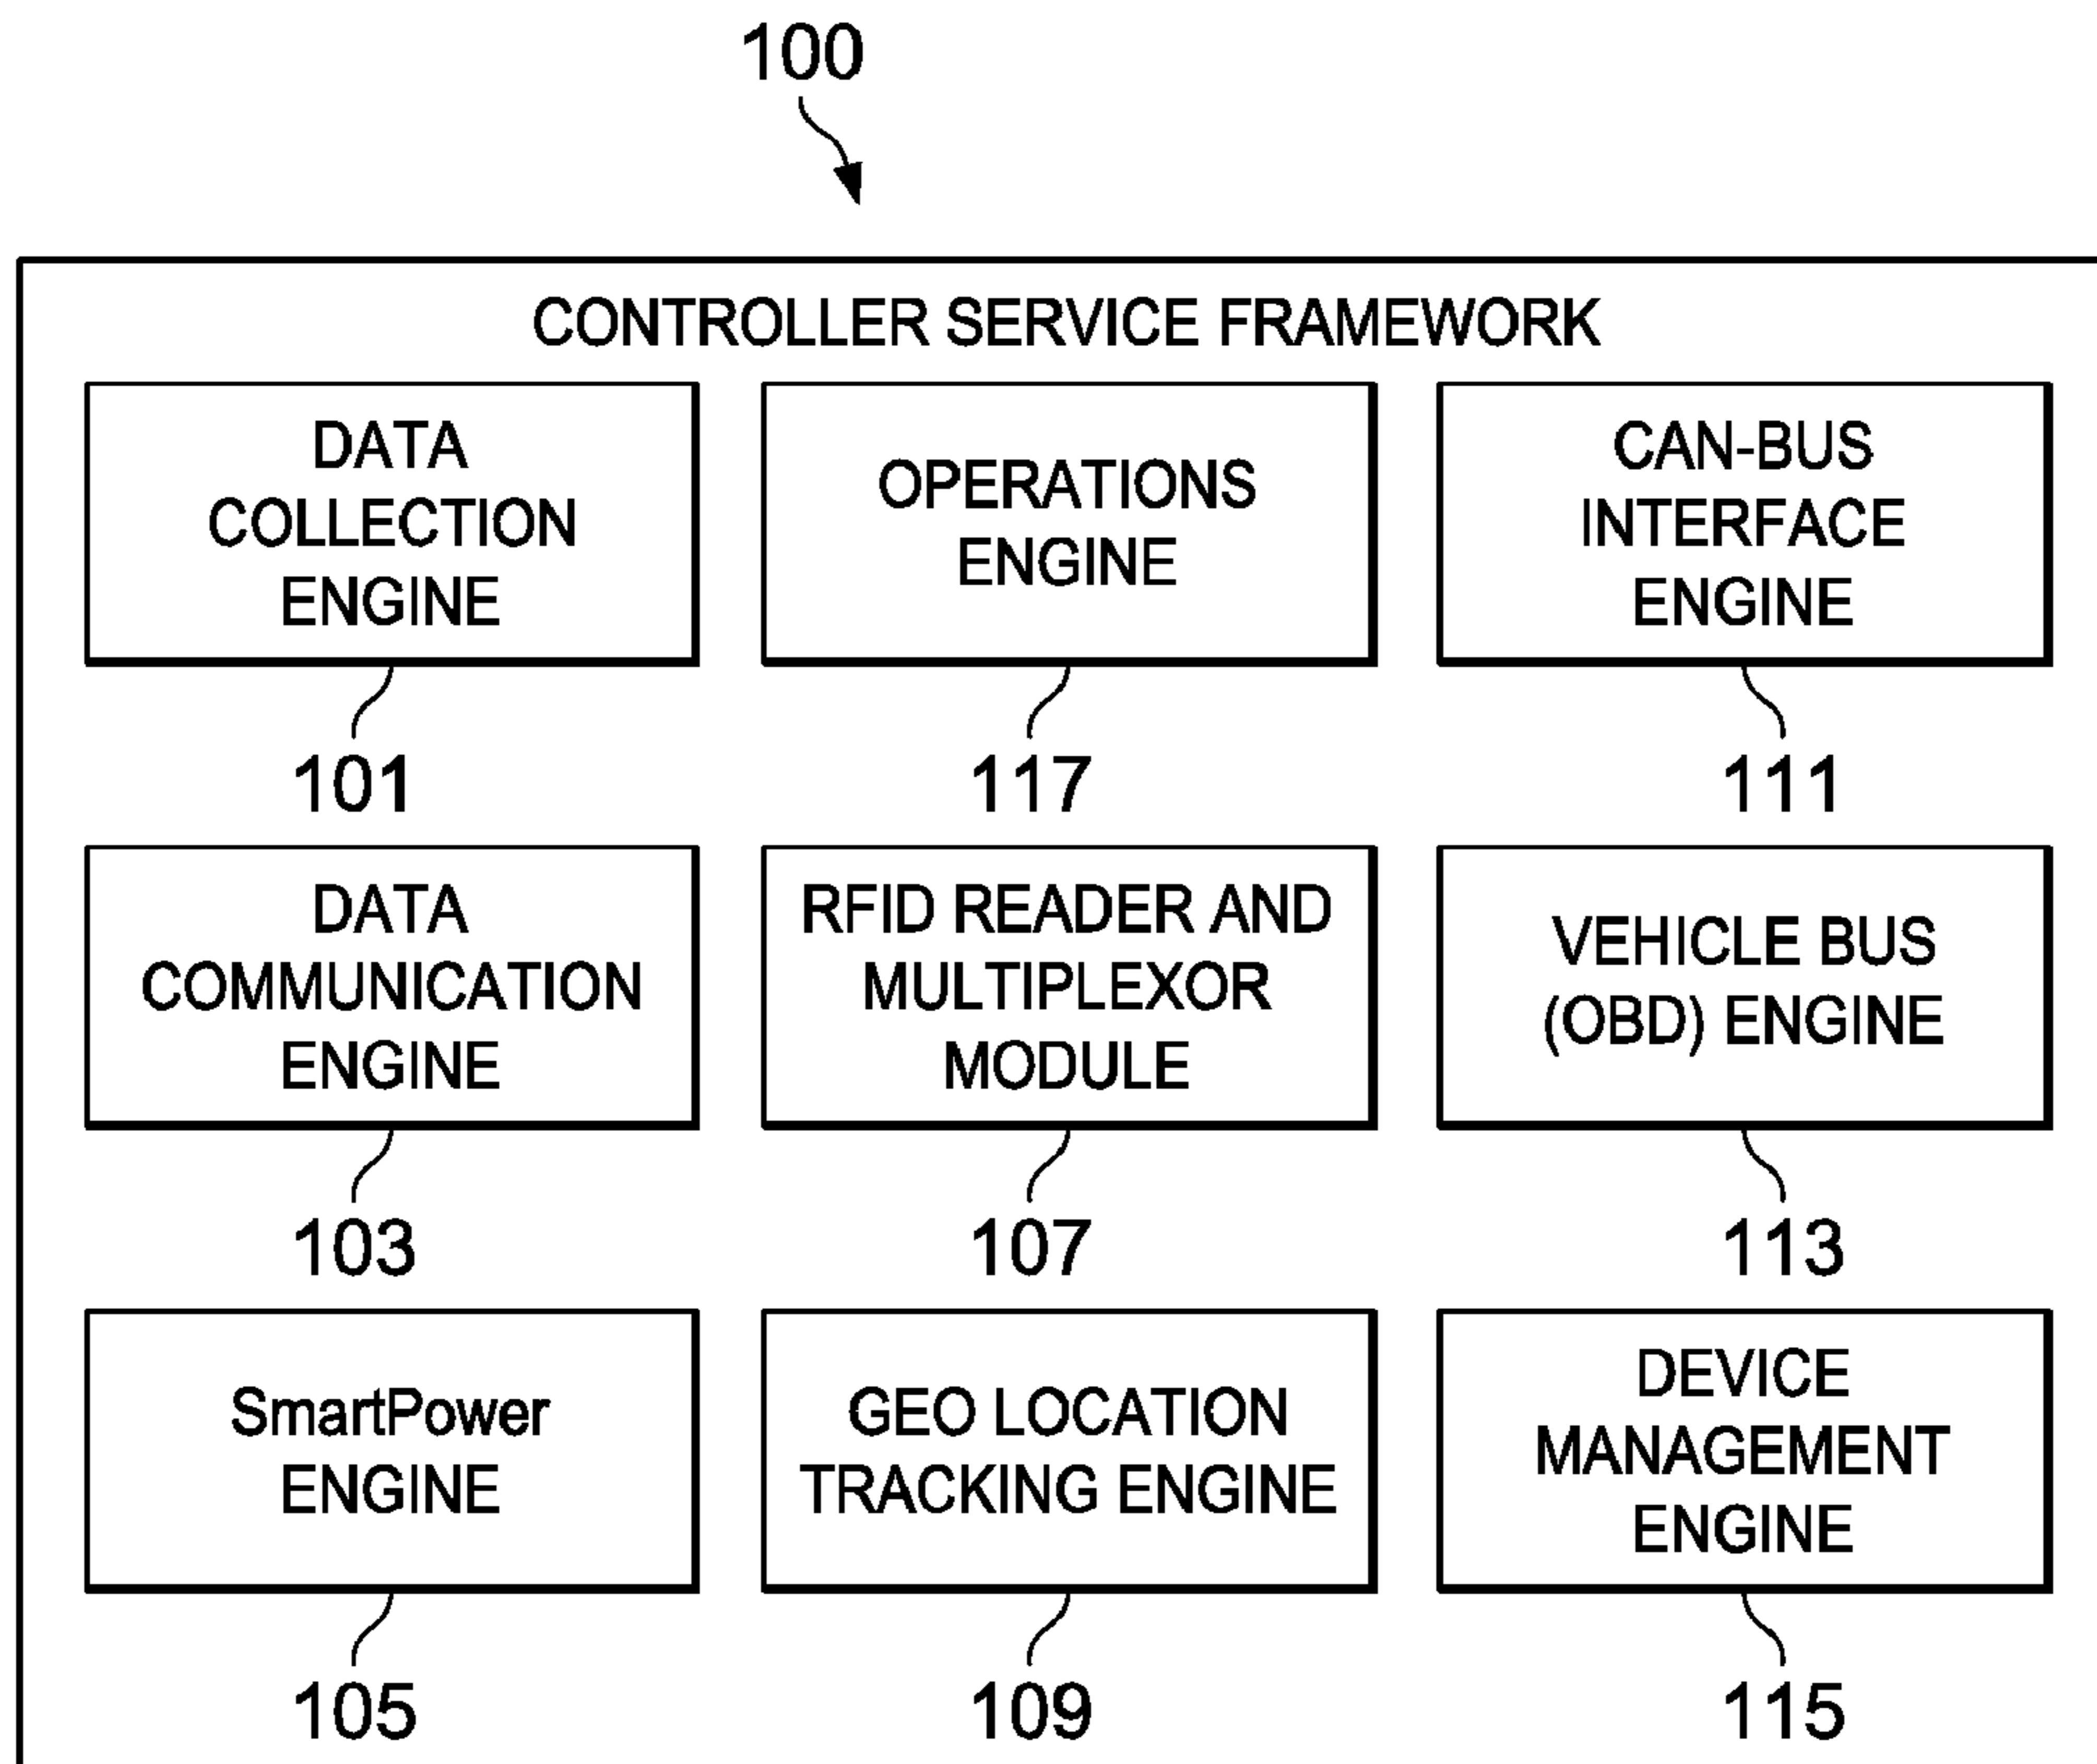 100
CONTROLLER SERVICE FRAMEWORK
DATA
COLLECTION
ENGINE
101
OPERATIONS
ENGINE
117
CAN-BUS
INTERFACE
ENGINE
111
DATA
COMMUNICATION
ENGINE
103
RFID READER AND
MULTIPLEXOR
MODULE
107
VEHICLE BUS
(OBD) ENGINE
113
SmartPower
ENGINE
105
GEO LOCATION
TRACKING ENGINE
109
DEVICE
MANAGEMENT
ENGINE
115